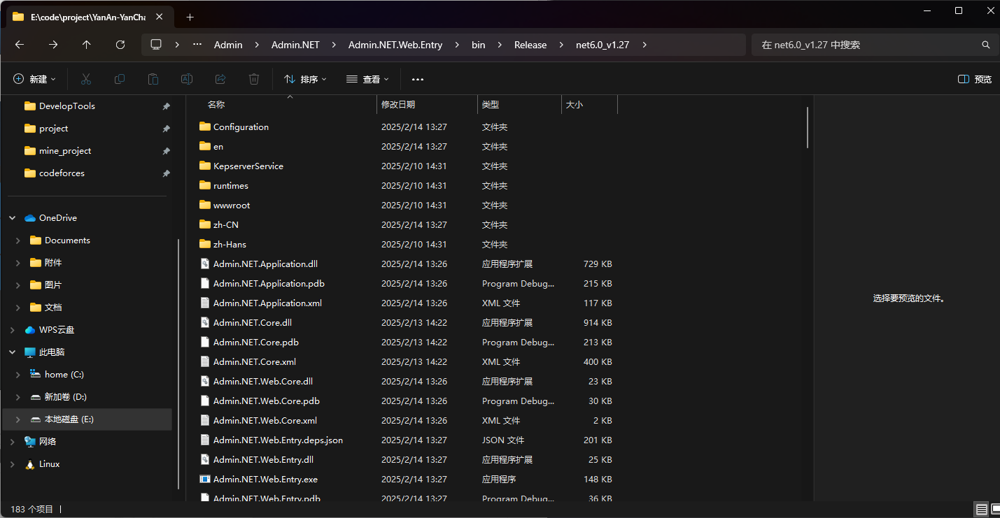 E:\code\project\YanAn-YanCha
Admin
Admin.NET
Admin.NET.Web.Entry
bin
Release
net6.0_v1.27
在 net6.0_v1.27 中搜索
新建
排序
查看
预览
DevelopTools
project
mine_project
codeforces
OneDrive
Documents
附件
图片
文档
WPS云盘
此电脑
home (C:)
新加卷 (D:)
本地磁盘 (E:)
网络
Linux
名称 修改日期 类型 大小
Configuration 2025/2/14 13:27 文件夹
en 2025/2/14 13:27 文件夹
KepserverService 2025/2/10 14:31 文件夹
runtimes 2025/2/10 14:31 文件夹
wwwroot 2025/2/10 14:31 文件夹
zh-CN 2025/2/14 13:27 文件夹
zh-Hans 2025/2/10 14:31 文件夹
Admin.NET.Application.dll 2025/2/14 13:26 应用程序扩展 729 KB
Admin.NET.Application.pdb 2025/2/14 13:26 Program Debug... 215 KB
Admin.NET.Application.xml 2025/2/14 13:26 XML 文件 117 KB
Admin.NET.Core.dll 2025/2/13 14:22 应用程序扩展 914 KB
Admin.NET.Core.pdb 2025/2/13 14:22 Program Debug... 213 KB
Admin.NET.Core.xml 2025/2/13 14:22 XML 文件 400 KB
Admin.NET.Web.Core.dll 2025/2/14 13:26 应用程序扩展 23 KB
Admin.NET.Web.Core.pdb 2025/2/14 13:26 Program Debug... 30 KB
Admin.NET.Web.Core.xml 2025/2/14 13:26 XML 文件 2 KB
Admin.NET.Web.Entry.deps.json 2025/2/14 13:27 JSON 文件 201 KB
Admin.NET.Web.Entry.dll 2025/2/14 13:27 应用程序扩展 25 KB
Admin.NET.Web.Entry.exe 2025/2/14 13:27 应用程序 148 KB
Admin.NET.Web.Entry.pdb 2025/2/14 13:27 Program Debug... 36 KB
选择要预览的文件。
183 个项目